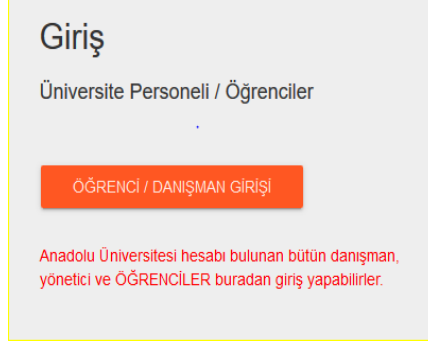 Giriş
Üniversite Personeli / Öğrenciler
ÖĞRENCİ / DANIŞMAN GİRİŞİ
Anadolu Üniversitesi hesabı bulunan bütün danışman,
yönetici ve ÖĞRENCİLER buradan giriş yapabilirler.